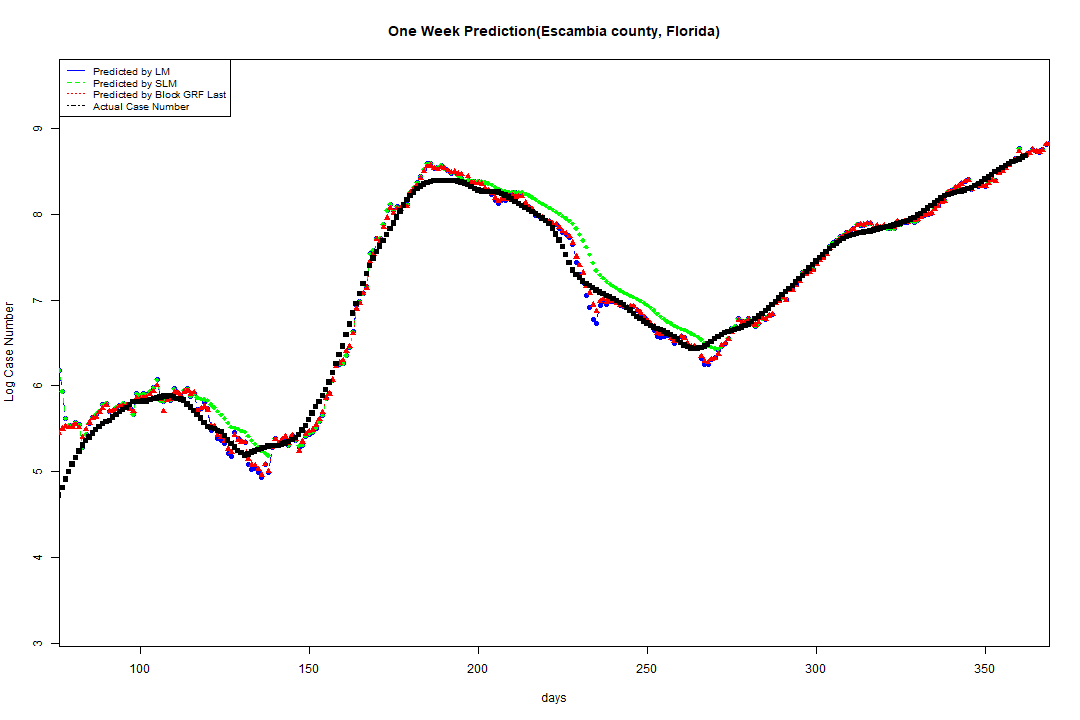 One Week Prediction(Escambia county, Florida)
Predicted by LM
Predicted by SLM
Predicted by Block GRF Last
Actual Case Number
9
8
7
6
5
4
3
Log Case Number
100 150 200 250 300 350
days